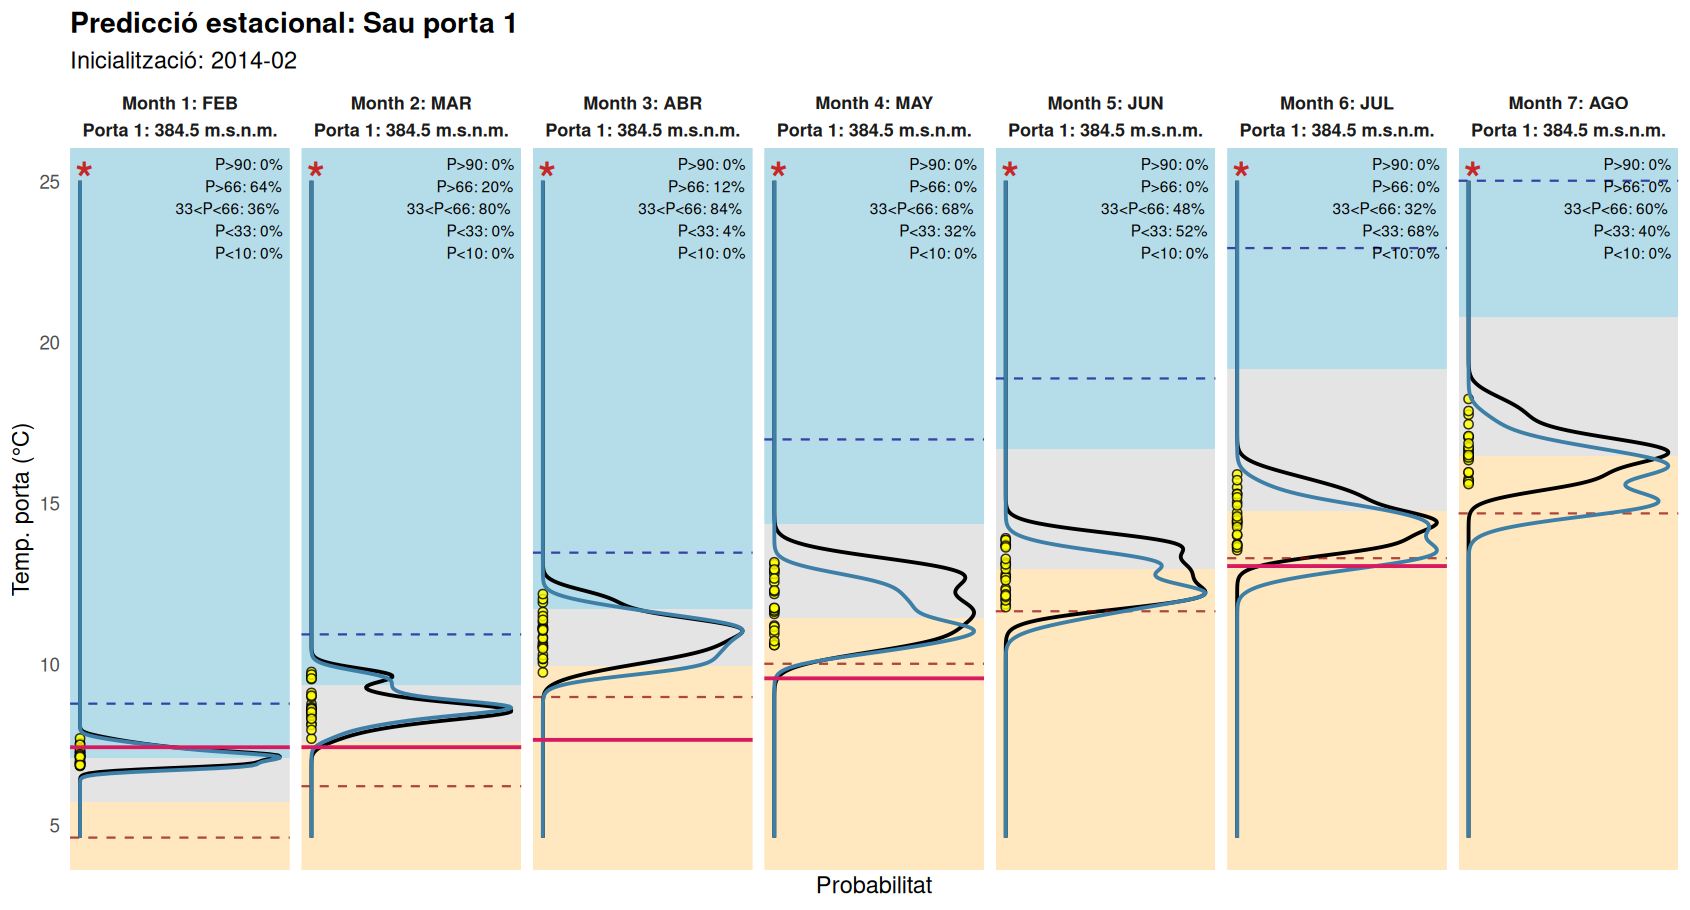 Predicció estacional: Sau porta 1
Inicialització: 2014-02
Month 1: FEB
Porta 1: 384.5 m.s.n.m.
Month 2: MAR
Porta 1: 384.5 m.s.n.m.
Month 3: ABR
Porta 1: 384.5 m.s.n.m.
Month 4: MAY
Porta 1: 384.5 m.s.n.m.
Month 5: JUN
Porta 1: 384.5 m.s.n.m.
Month 6: JUL
Porta 1: 384.5 m.s.n.m.
Month 7: AGO
Porta 1: 384.5 m.s.n.m.
*
P>90: 0%
P>66: 64%
33<P<66: 36%
P<33: 0%
P<10: 0%
*
P>90: 0%
P>66: 20%
33<P<66: 80%
P<33: 0%
P<10: 0%
*
P>90: 0%
P>66: 12%
33<P<66: 84%
P<33: 4%
P<10: 0%
*
P>90: 0%
P>66: 0%
33<P<66: 68%
P<33: 32%
P<10: 0%
*
P>90: 0%
P>66: 0%
33<P<66: 48%
P<33: 52%
P<10: 0%
*
P>90: 0%
P>66: 0%
33<P<66: 32%
P<33: 68%
P<10: 0%
*
P>90: 0%
P>66: 0%
33<P<66: 60%
P<33: 40%
P<10: 0%
25
20
15
10
5
Temp. porta (°C)
Probabilitat